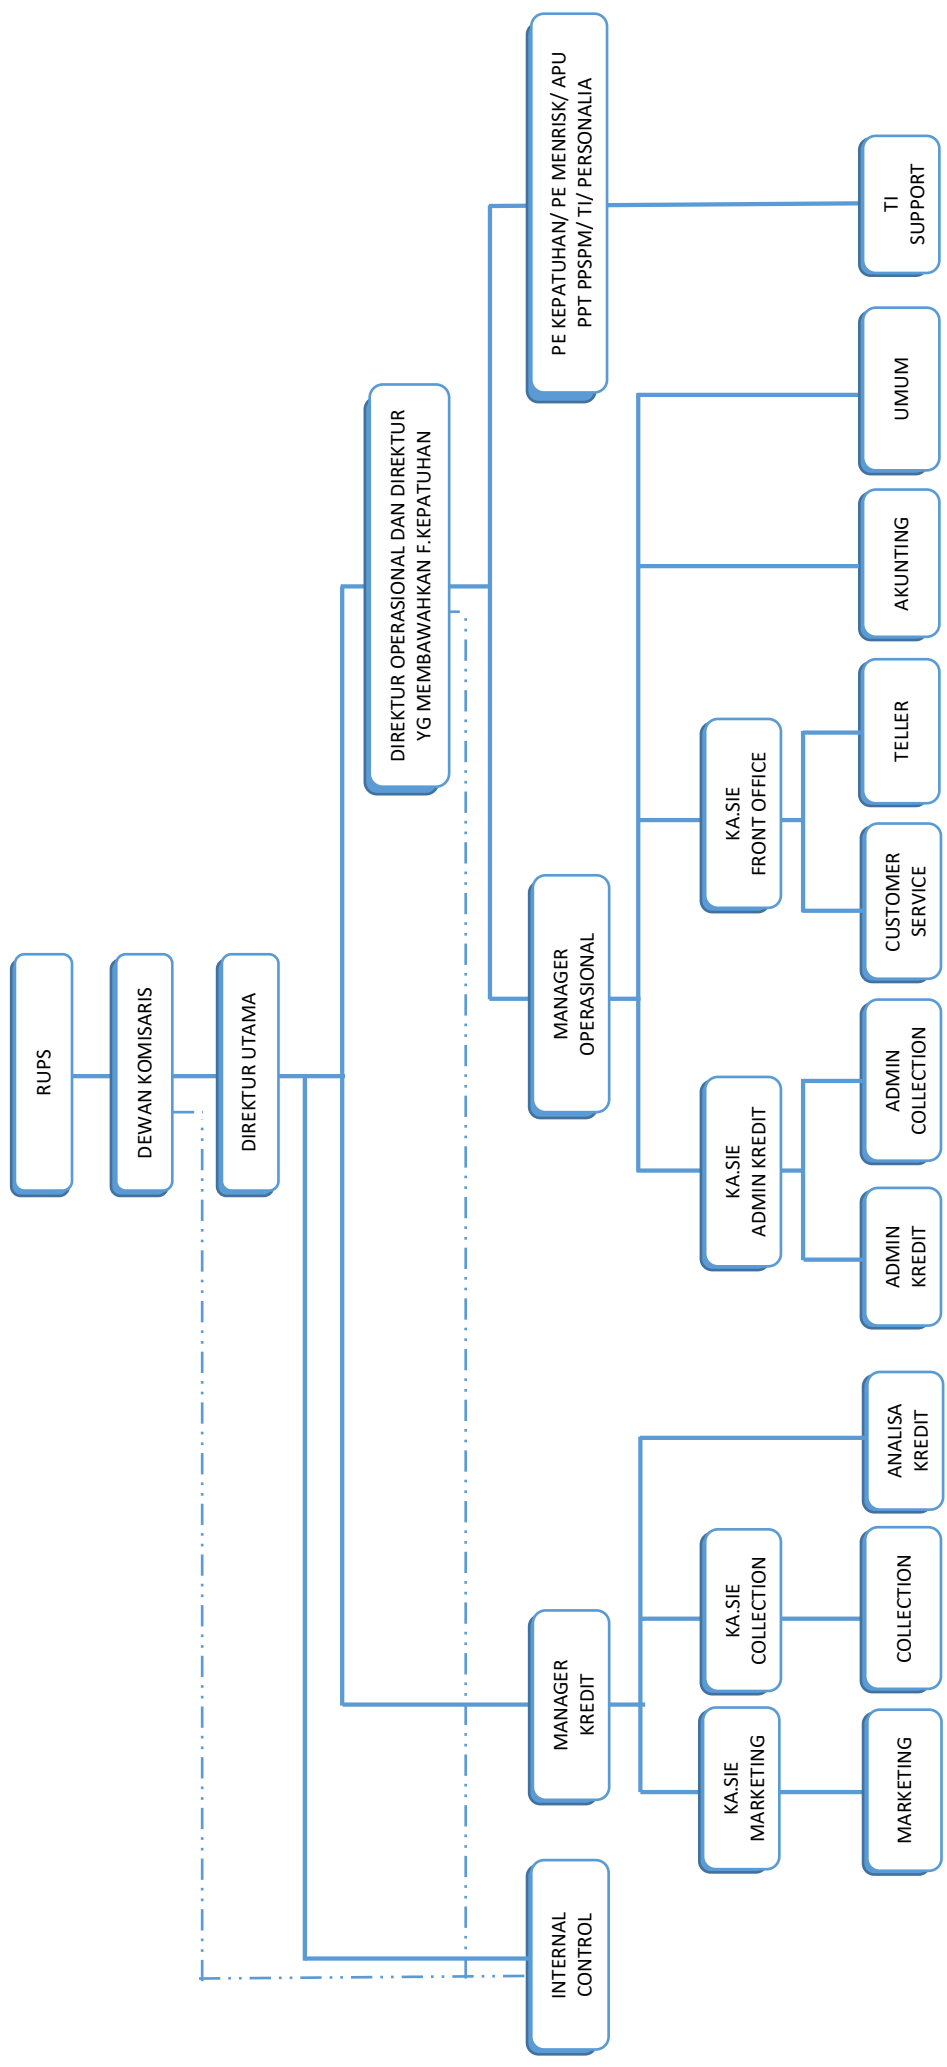 RUPS
DEWAN KOMISARIS
DIREKTUR UTAMA
DIREKTUR OPERASIONAL DAN DIREKTUR
YG MEMBAWAHKAN F.KEPATUHAN
INTERNAL
CONTROL
MANAGER
KREDIT
MANAGER
OPERASIONAL
PE KEPATUHAN/ PE MENRISK/ APU
PPT PPSPM/ TI/ PERSONALIA
KA.SIE
MARKETING
KA.SIE
COLLECTION
KA.SIE
ADMIN KREDIT
KA.SIE
FRONT OFFICE
MARKETING
COLLECTION
ANALISA
KREDIT
ADMIN
KREDIT
ADMIN
COLLECTION
CUSTOMER
SERVICE
TELLER
AKUNTING
UMUM
TI
SUPPORT